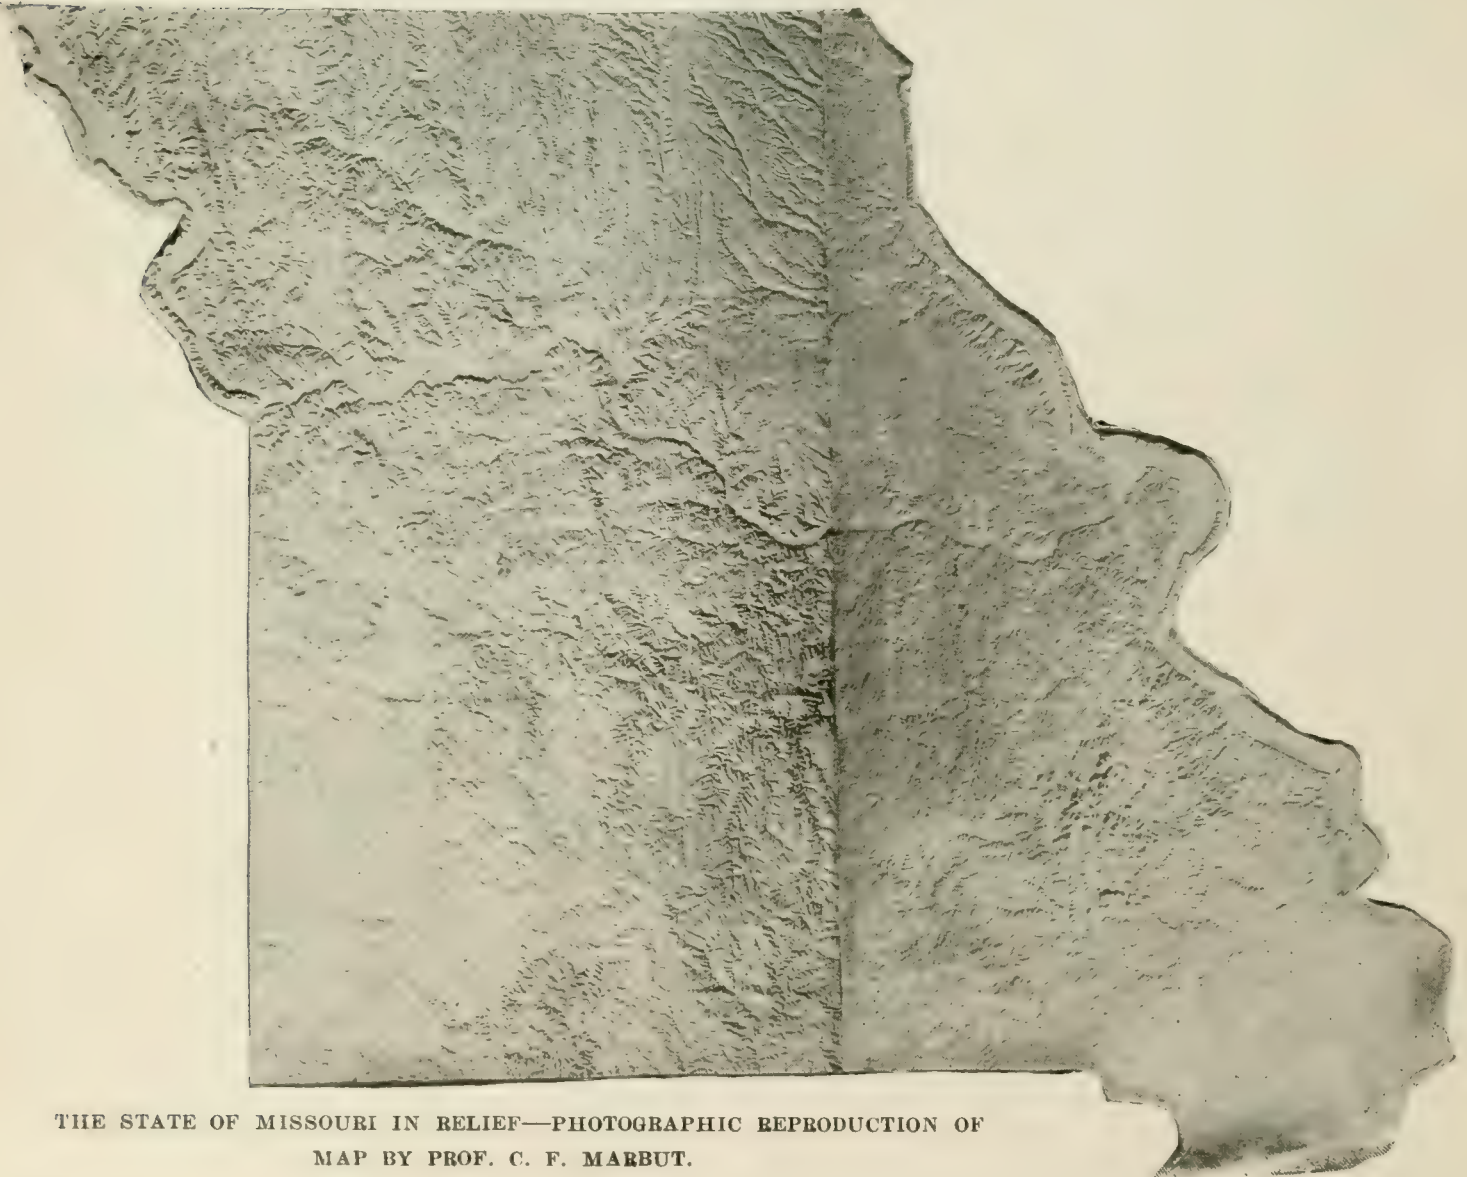 THE STATE OF MISSOURI IN RELIEF—PHOTOGRAPHIC REPRODUCTION OF
MAP BY PROF. C. F. MARBUT.